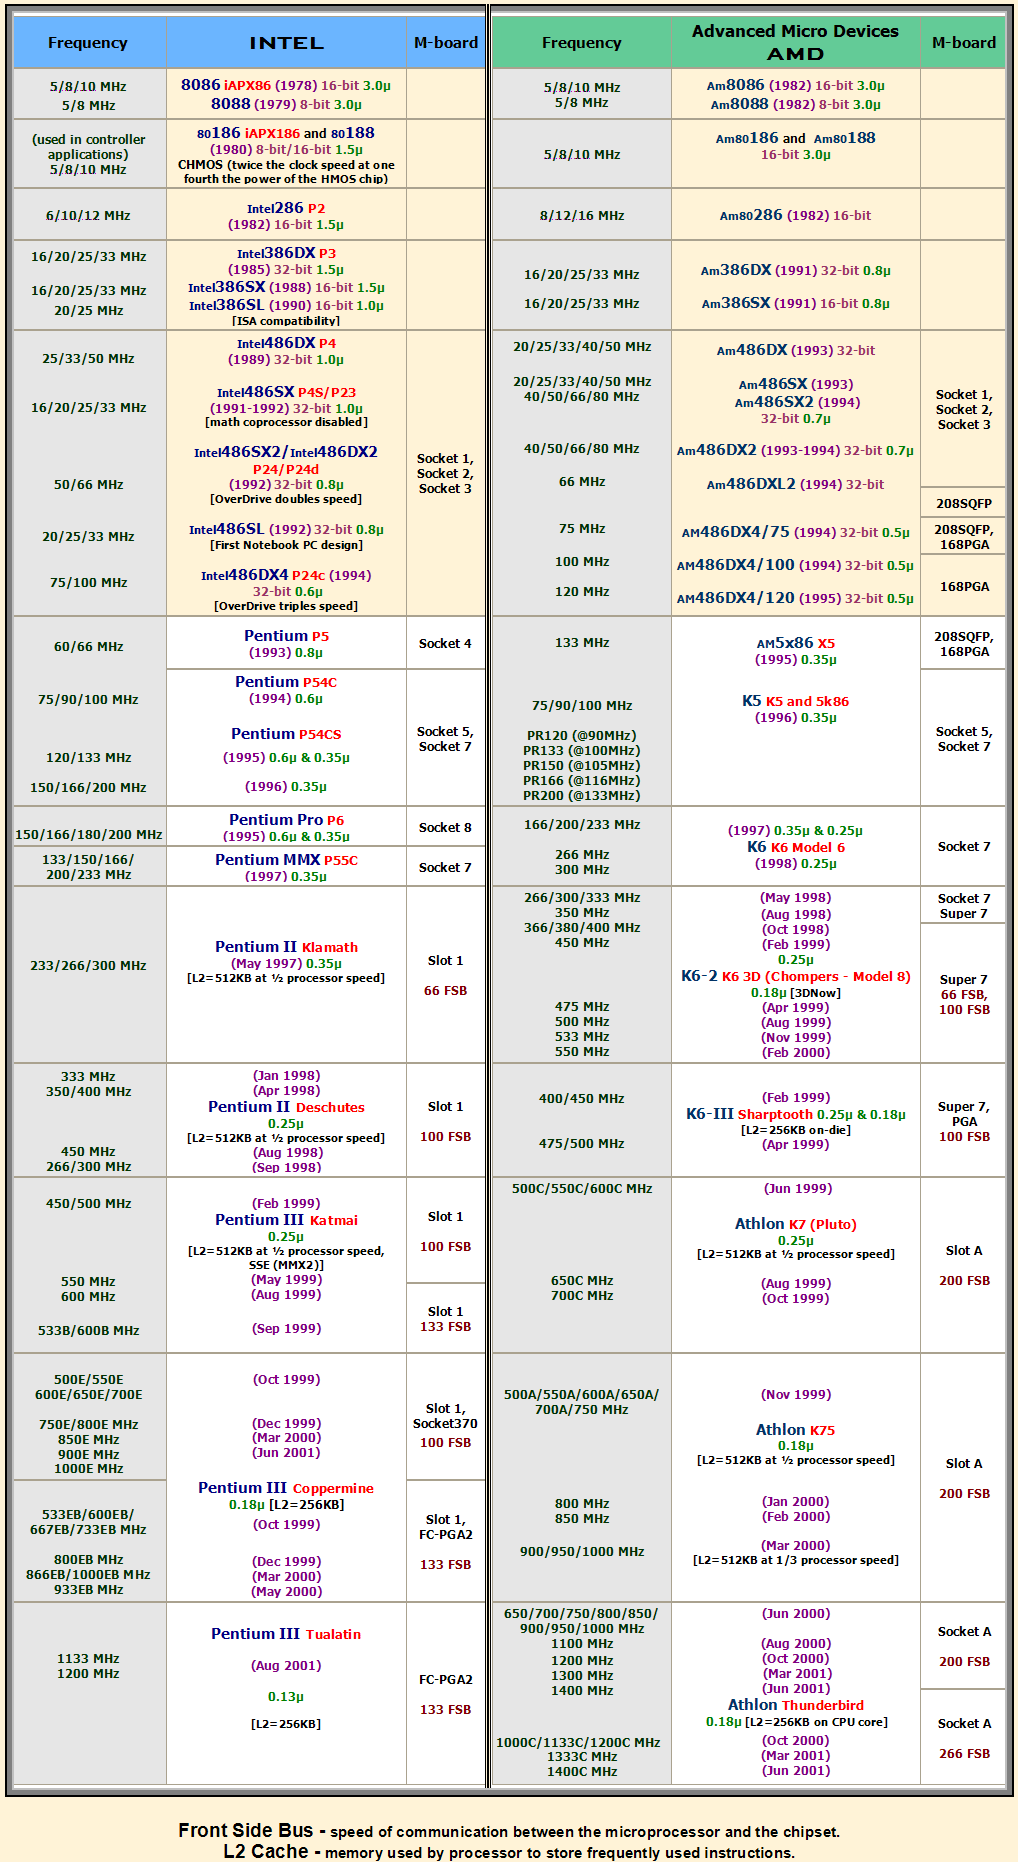 Frequency
INTEL
M-board
5/8/10 MHz
5/8 MHz
8086 iAPX86 (1978) 16-bit 3.0µ
8088 (1979) 8-bit 3.0µ
(used in controller
applications)
5/8/10 MHz
80186 iAPX186 and 80188
(1980) 8-bit/16-bit 1.5µ
CHMOS (twice the clock speed at one
fourth the power of the HMOS chip)
6/10/12 MHz
Intel286 P2
(1982) 16-bit 1.5µ
16/20/25/33 MHz
16/20/25/33 MHz
20/25 MHz
Intel386DX P3
(1985) 32-bit 1.5µ
Intel386SX (1988) 16-bit 1.5µ
Intel386SL (1990) 16-bit 1.0µ
[ISA compatibility]
25/33/50 MHz
16/20/25/33 MHz
50/66 MHz
20/25/33 MHz
75/100 MHz
Intel486DX P4
(1989) 32-bit 1.0µ
Intel486SX P4S/P23
(1991-1992) 32-bit 1.0µ
[math coprocessor disabled]
Intel486SX2/Intel486DX2
P24/P24d
(1992) 32-bit 0.8µ
[OverDrive doubles speed]
Intel486SL (1992) 32-bit 0.8µ
[First Notebook PC design]
Intel486DX4 P24c (1994)
32-bit 0.6µ
[OverDrive triples speed]
Socket 1,
Socket 2,
Socket 3
60/66 MHz
Pentium P5
(1993) 0.8µ
Socket 4
75/90/100 MHz
120/133 MHz
150/166/200 MHz
Pentium P54C
(1994) 0.6µ
Pentium P54CS
(1995) 0.6µ & 0.35µ
(1996) 0.35µ
Socket 5,
Socket 7
150/166/180/200 MHz
Pentium Pro P6
(1995) 0.6µ & 0.35µ
Socket 8
133/150/166/
200/233 MHz
Pentium MMX P55C
(1997) 0.35µ
Socket 7
233/266/300 MHz
Pentium II Klamath
(May 1997) 0.35µ
[L2=512KB at ½ processor speed]
Slot 1
66 FSB
333 MHz
350/400 MHz
450 MHz
266/300 MHz
(Jan 1998)
(Apr 1998)
Pentium II Deschutes
0.25µ
[L2=512KB at ½ processor speed]
(Aug 1998)
(Sep 1998)
Slot 1
100 FSB
450/500 MHz
550 MHz
600 MHz
533B/600B MHz
(Feb 1999)
Pentium III Katmai
0.25µ
[L2=512KB at ½ processor speed,
SSE (MMX2)]
(May 1999)
(Aug 1999)
(Sep 1999)
Slot 1
100 FSB
Slot 1
133 FSB
500E/550E
600E/650E/700E
750E/800E MHz
850E MHz
900E MHz
1000E MHz
533EB/600EB/
667EB/733EB MHz
800EB MHz
866EB/1000EB MHz
933EB MHz
(Oct 1999)
(Dec 1999)
(Mar 2000)
(Jun 2001)
Pentium III Coppermine
0.18µ [L2=256KB]
(Oct 1999)
(Dec 1999)
(Mar 2000)
(May 2000)
Slot 1,
Socket370
100 FSB
Slot 1,
FC-PGA2
133 FSB
1133 MHz
1200 MHz
Pentium III Tualatin
(Aug 2001)
0.13µ
[L2=256KB]
FC-PGA2
133 FSB
Frequency
Advanced Micro Devices
AMD
M-board
5/8/10 MHz
5/8 MHz
Am8086 (1982) 16-bit 3.0µ
Am8088 (1982) 8-bit 3.0µ
5/8/10 MHz
Am80186 and Am80188
16-bit 3.0µ
8/12/16 MHz
Am80286 (1982) 16-bit
16/20/25/33 MHz
16/20/25/33 MHz
Am386DX (1991) 32-bit 0.8µ
Am386SX (1991) 16-bit 0.8µ
20/25/33/40/50 MHz
20/25/33/40/50 MHz
40/50/66/80 MHz
40/50/66/80 MHz
66 MHz
75 MHz
100 MHz
120 MHz
Am486DX (1993) 32-bit
Am486SX (1993)
Am486SX2 (1994)
32-bit 0.7µ
Am486DX2 (1993-1994) 32-bit 0.7µ
Am486DXL2 (1994) 32-bit
AM486DX4/75 (1994) 32-bit 0.5µ
AM486DX4/100 (1994) 32-bit 0.5µ
AM486DX4/120 (1995) 32-bit 0.5µ
Socket 1,
Socket 2,
Socket 3
208SQFP
208SQFP,
168PGA
168PGA
133 MHz
AM5x86 X5
(1995) 0.35µ
208SQFP,
168PGA
75/90/100 MHz
PR120 (@90MHz)
PR133 (@100MHz)
PR150 (@105MHz)
PR166 (@116MHz)
PR200 (@133MHz)
K5 K5 and 5k86
(1996) 0.35µ
Socket 5,
Socket 7
166/200/233 MHz
266 MHz
300 MHz
(1997) 0.35µ & 0.25µ
K6 K6 Model 6
(1998) 0.25µ
Socket 7
266/300/333 MHz
350 MHz
366/380/400 MHz
450 MHz
475 MHz
500 MHz
533 MHz
550 MHz
(May 1998)
(Aug 1998)
(Oct 1998)
(Feb 1999)
0.25µ
K6-2 K6 3D (Chompers - Model 8)
0.18µ [3DNow]
(Apr 1999)
(Aug 1999)
(Nov 1999)
(Feb 2000)
Socket 7
Super 7
Super 7
66 FSB,
100 FSB
400/450 MHz
475/500 MHz
(Feb 1999)
K6-III Sharptooth 0.25µ & 0.18µ
[L2=256KB on-die]
(Apr 1999)
Super 7,
PGA
100 FSB
500C/550C/600C MHz
650C MHz
700C MHz
(Jun 1999)
Athlon K7 (Pluto)
0.25µ
[L2=512KB at ½ processor speed]
(Aug 1999)
(Oct 1999)
Slot A
200 FSB
500A/550A/600A/650A/
700A/750 MHz
800 MHz
850 MHz
900/950/1000 MHz
(Nov 1999)
Athlon K75
0.18µ
[L2=512KB at ½ processor speed]
(Jan 2000)
(Feb 2000)
(Mar 2000)
[L2=512KB at 1/3 processor speed]
Slot A
200 FSB
650/700/750/800/850/
900/950/1000 MHz
1100 MHz
1200 MHz
1300 MHz
1400 MHz
1000C/1133C/1200C MHz
1333C MHz
1400C MHz
(Jun 2000)
(Aug 2000)
(Oct 2000)
(Mar 2001)
(Jun 2001)
Athlon Thunderbird
0.18µ [L2=256KB on CPU core]
(Oct 2000)
(Mar 2001)
(Jun 2001)
Socket A
200 FSB
Socket A
266 FSB
Front Side Bus - speed of communication between the microprocessor and the chipset.
L2 Cache - memory used by processor to store frequently used instructions.